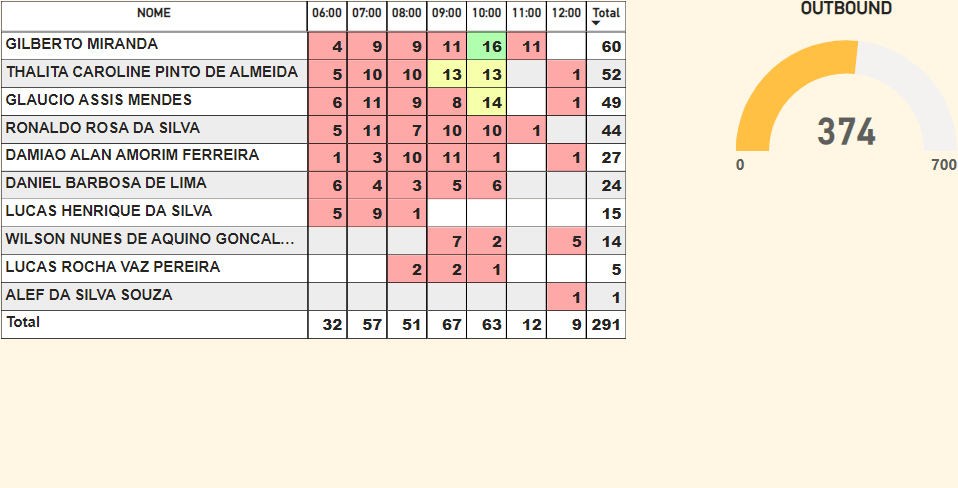 NOME 06:00 07:00 08:00 09:00 10:00 11:00 12:00 Total
GILBERTO MIRANDA 4 9 9 11 16 11 60
THALITA CAROLINE PINTO DE ALMEIDA 5 10 10 13 13 1 52
GLAUCIO ASSIS MENDES 6 11 9 8 14 1 49
RONALDO ROSA DA SILVA 5 11 7 10 10 1 44
DAMIAO ALAN AMORIM FERREIRA 1 3 10 11 1 1 27
DANIEL BARBOSA DE LIMA 6 4 3 5 6 24
LUCAS HENRIQUE DA SILVA 5 9 1 15
WILSON NUNES DE AQUINO GONCAL... 7 2 5 14
LUCAS ROCHA VAZ PEREIRA 2 2 1 5
ALEF DA SILVA SOUZA 1 1
Total 32 57 51 67 63 12 9 291
OUTBOUND
374
0 700